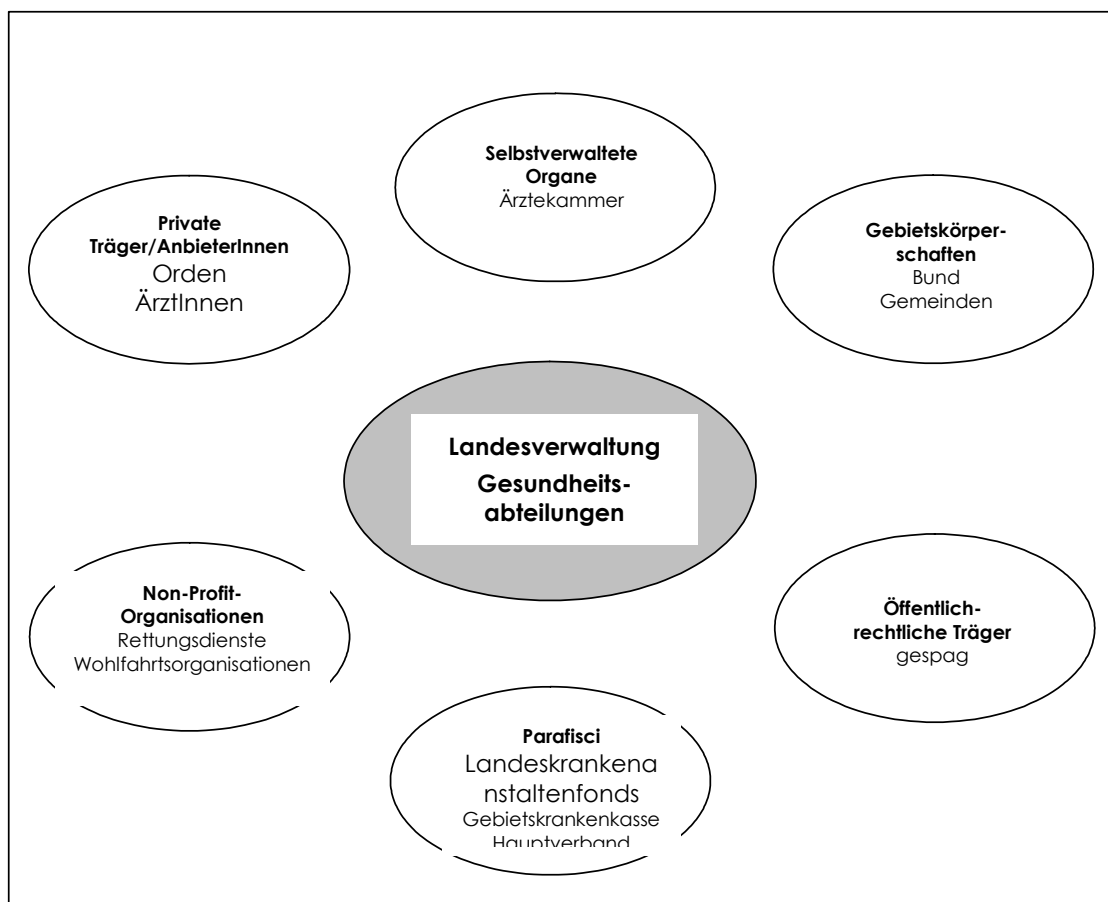 Selbstverwaltete
Organe
Ärztekammer
Private
Träger/AnbieterInnen
Orden
ÄrztInnen
Gebietskörper-
schaften
Bund
Gemeinden
Landesverwaltung
Gesundheits-
abteilungen
Non-Profit-
Organisationen
Rettungsdienste
Wohlfahrtsorganisationen
Öffentlich-
rechtliche Träger
gespag
Parafisci
Landeskrankena
nstaltenfonds
Gebietskrankenkasse
Hauptverband